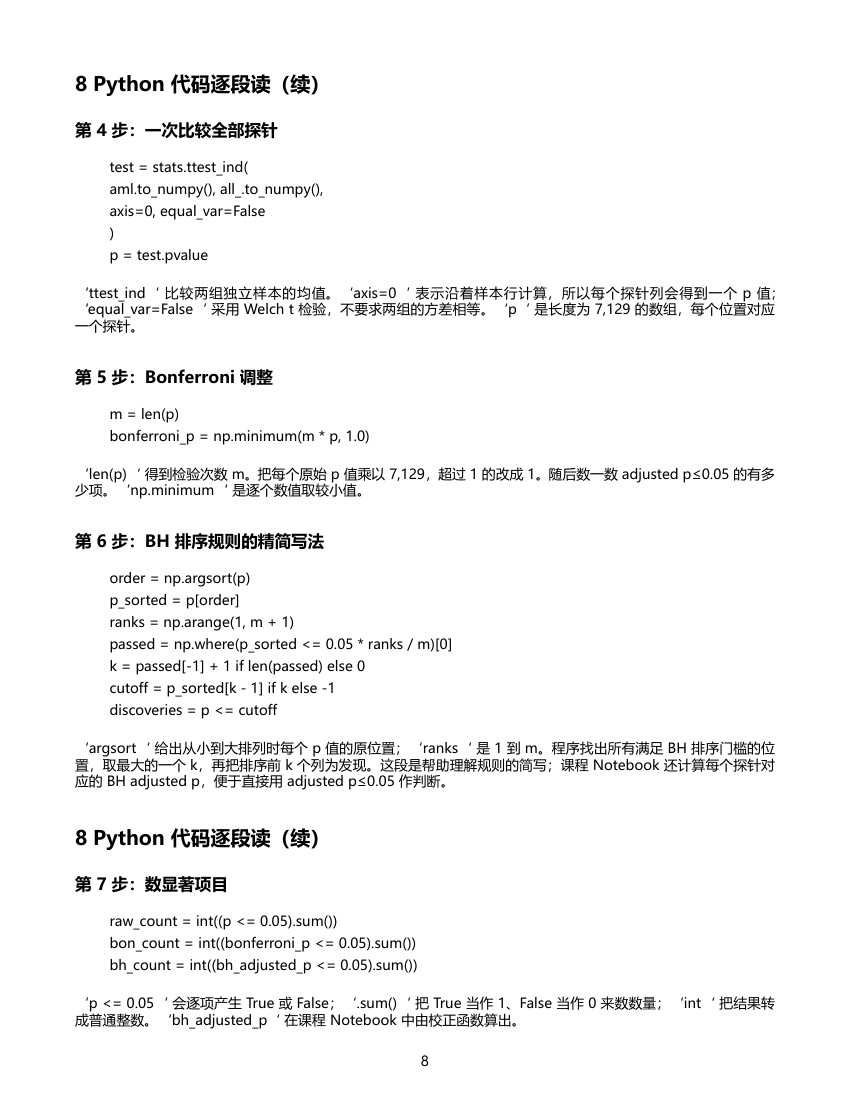 8 Python 代码逐段读（续）
第 4 步：一次比较全部探针
test = stats.ttest_ind(
aml.to_numpy(), all_.to_numpy(),
axis=0, equal_var=False
)
p = test.pvalue
‘ttest_ind‘ 比较两组独立样本的均值。‘axis=0‘ 表示沿着样本行计算，所以每个探针列会得到一个 p 值；
‘equal_var=False‘ 采用 Welch t 检验，不要求两组的方差相等。‘p‘ 是长度为 7,129 的数组，每个位置对应
一个探针。
第 5 步：Bonferroni 调整
m = len(p)
bonferroni_p = np.minimum(m * p, 1.0)
‘len(p)‘ 得到检验次数 m。把每个原始 p 值乘以 7,129，超过 1 的改成 1。随后数一数 adjusted p≤0.05 的有多
少项。‘np.minimum‘ 是逐个数值取较小值。
第 6 步：BH 排序规则的精简写法
order = np.argsort(p)
p_sorted = p[order]
ranks = np.arange(1, m + 1)
passed = np.where(p_sorted <= 0.05 * ranks / m)[0]
k = passed[-1] + 1 if len(passed) else 0
cutoff = p_sorted[k - 1] if k else -1
discoveries = p <= cutoff
‘argsort‘ 给出从小到大排列时每个 p 值的原位置；‘ranks‘ 是 1 到 m。程序找出所有满足 BH 排序门槛的位
置，取最大的一个 k，再把排序前 k 个列为发现。这段是帮助理解规则的简写；课程 Notebook 还计算每个探针对
应的 BH adjusted p，便于直接用 adjusted p≤0.05 作判断。
8 Python 代码逐段读（续）
第 7 步：数显著项目
raw_count = int((p <= 0.05).sum())
bon_count = int((bonferroni_p <= 0.05).sum())
bh_count = int((bh_adjusted_p <= 0.05).sum())
‘p <= 0.05‘ 会逐项产生 True 或 False；‘.sum()‘ 把 True 当作 1、False 当作 0 来数数量；‘int‘ 把结果转
成普通整数。‘bh_adjusted_p‘ 在课程 Notebook 中由校正函数算出。
8